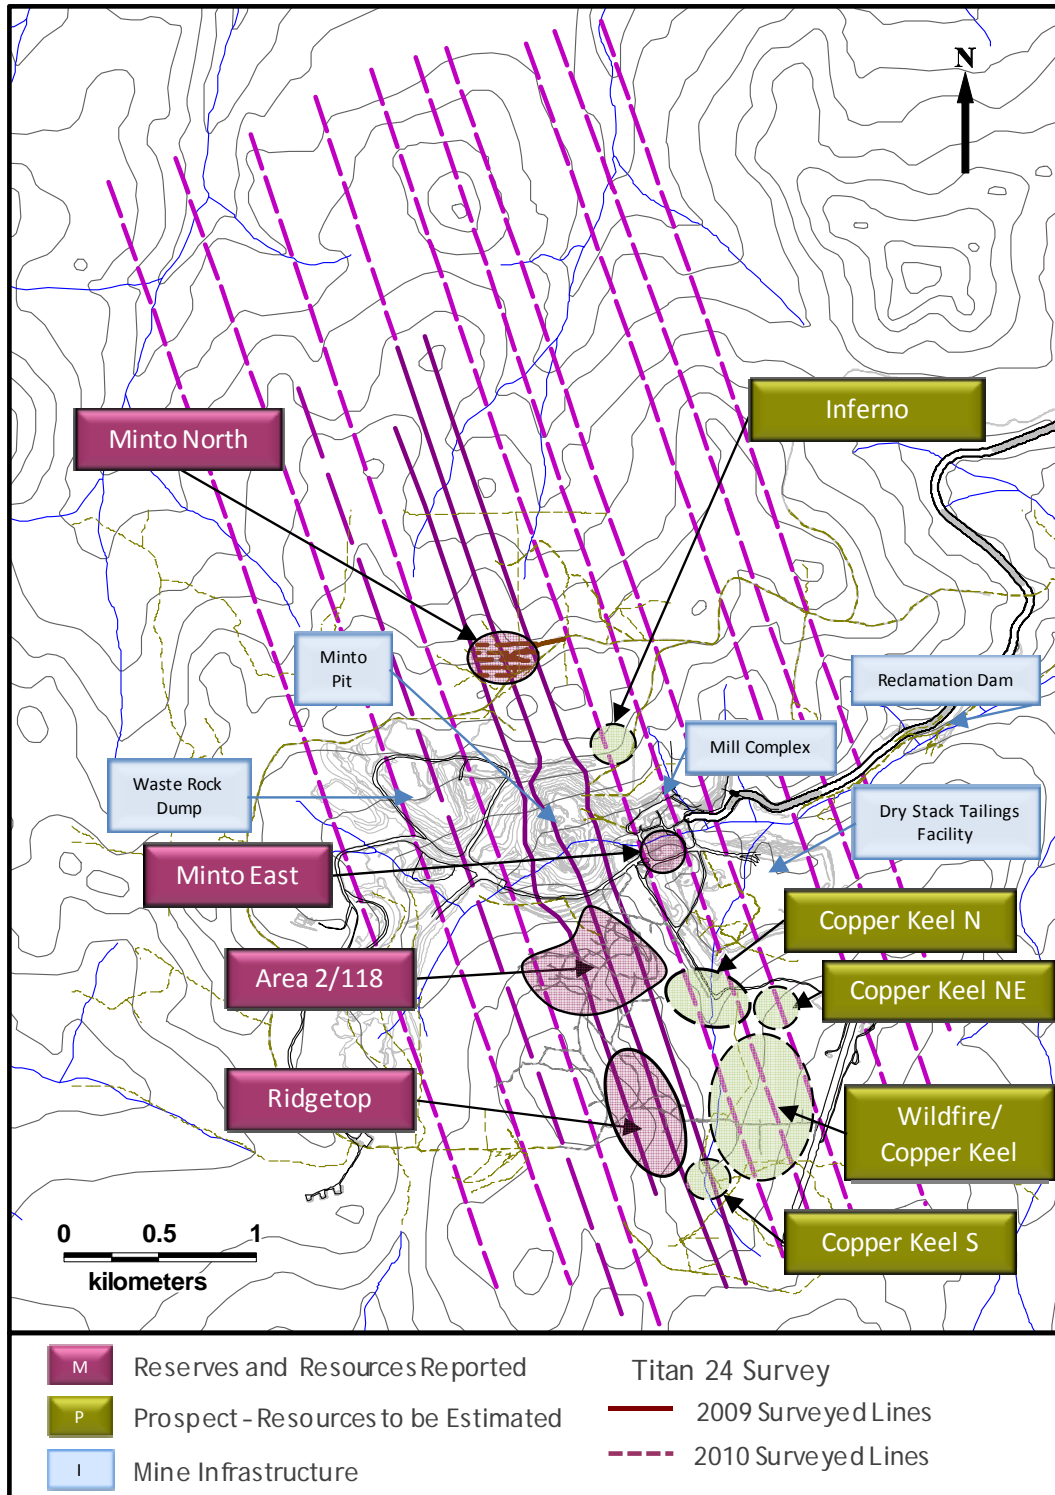 N
Inferno
Minto North
Minto
Pit
Reclamation Dam
Mill Complex
Waste Rock
Dump
Dry Stack Tailings
Facility
Minto East
Copper Keel N
Area 2/118
Copper Keel NE
Ridgetop
Wildfire/
Copper Keel
Copper Keel S
0 0.5 1
kilometers
M Reserves and Resources Reported
P Prospect - Resources to be Estimated
I Mine Infrastructure
Titan 24 Survey
2009 Surveyed Lines
2010 Surveyed Lines